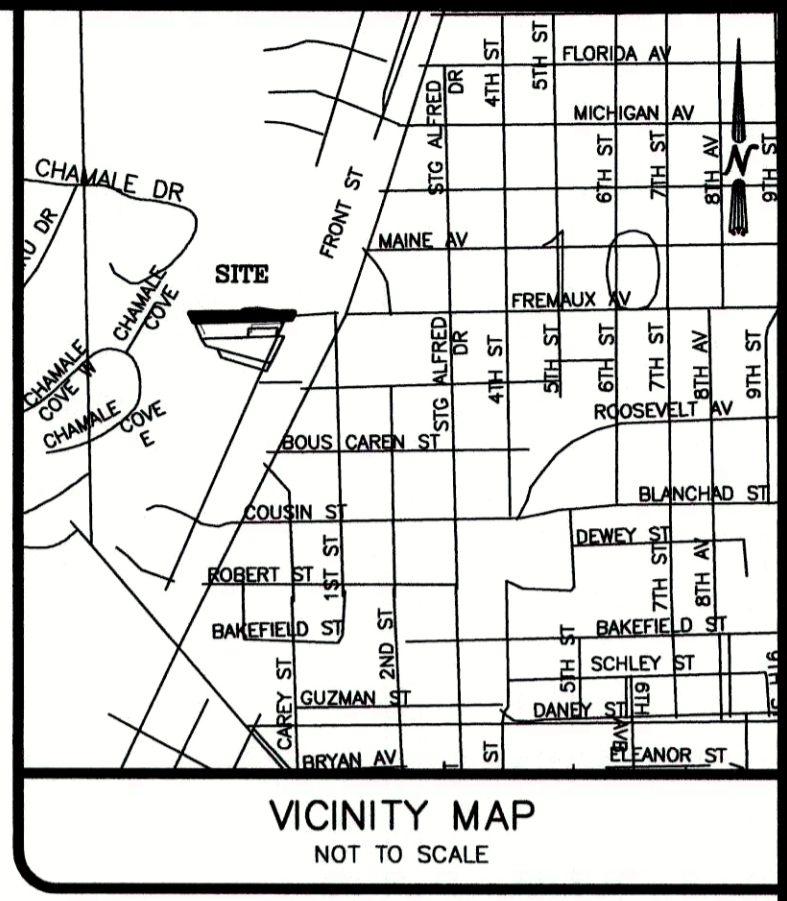 FLORIDA AV
4TH ST
5TH ST
STG ALFRED DR
MICHIGAN AV
6TH ST
7TH ST
8TH AV
9TH ST
N
CHAMALE DR
RU DR
FRONT ST
MAINE AV
SITE
CHAMALE COVE
FREMAUX AV
CHAMALE COVE W
CHAMALE COVE E
STG ALFRED DR
4TH ST
5TH ST
6TH ST
7TH ST
8TH AV
9TH ST
ROOSEVELT AV
BOUS CAREN ST
BLANCHAD ST
COUSIN ST
DEWEY ST
1ST ST
ROBERT ST
7TH ST
8TH AV
BAKEFIELD ST
2ND ST
BAKEFIELD ST
5TH ST
SCHLEY ST
9TH S
CAREY ST
GUZMAN ST
6TH
DANEY ST
AVE
BRYAN AV
ST
ELEANOR ST
VICINITY MAP
NOT TO SCALE